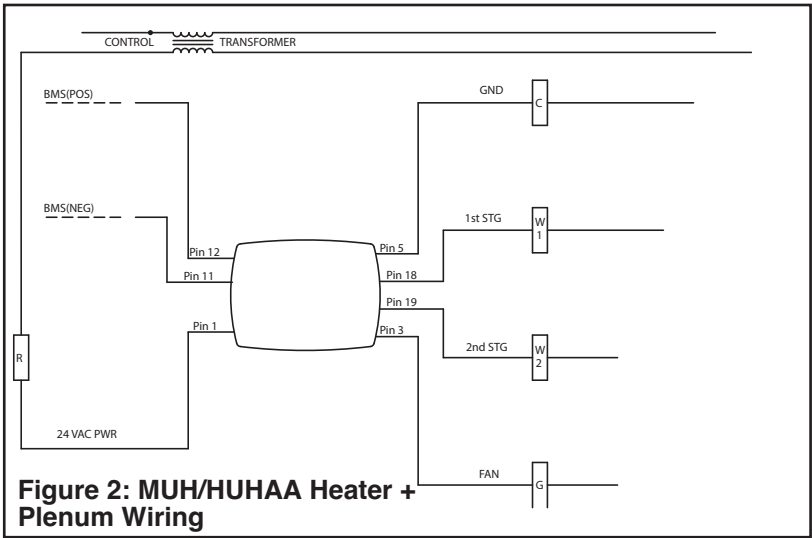 CONTROL TRANSFORMER
BMS(POS)
GND
C
BMS(NEG)
1st STG
W
1
Pin 12
Pin 5
Pin 11
Pin 18
Pin 19
Pin 1
Pin 3
R
2nd STG
W
2
24 VAC PWR
FAN
G
Figure 2: MUH/HUHAA Heater +
Plenum Wiring